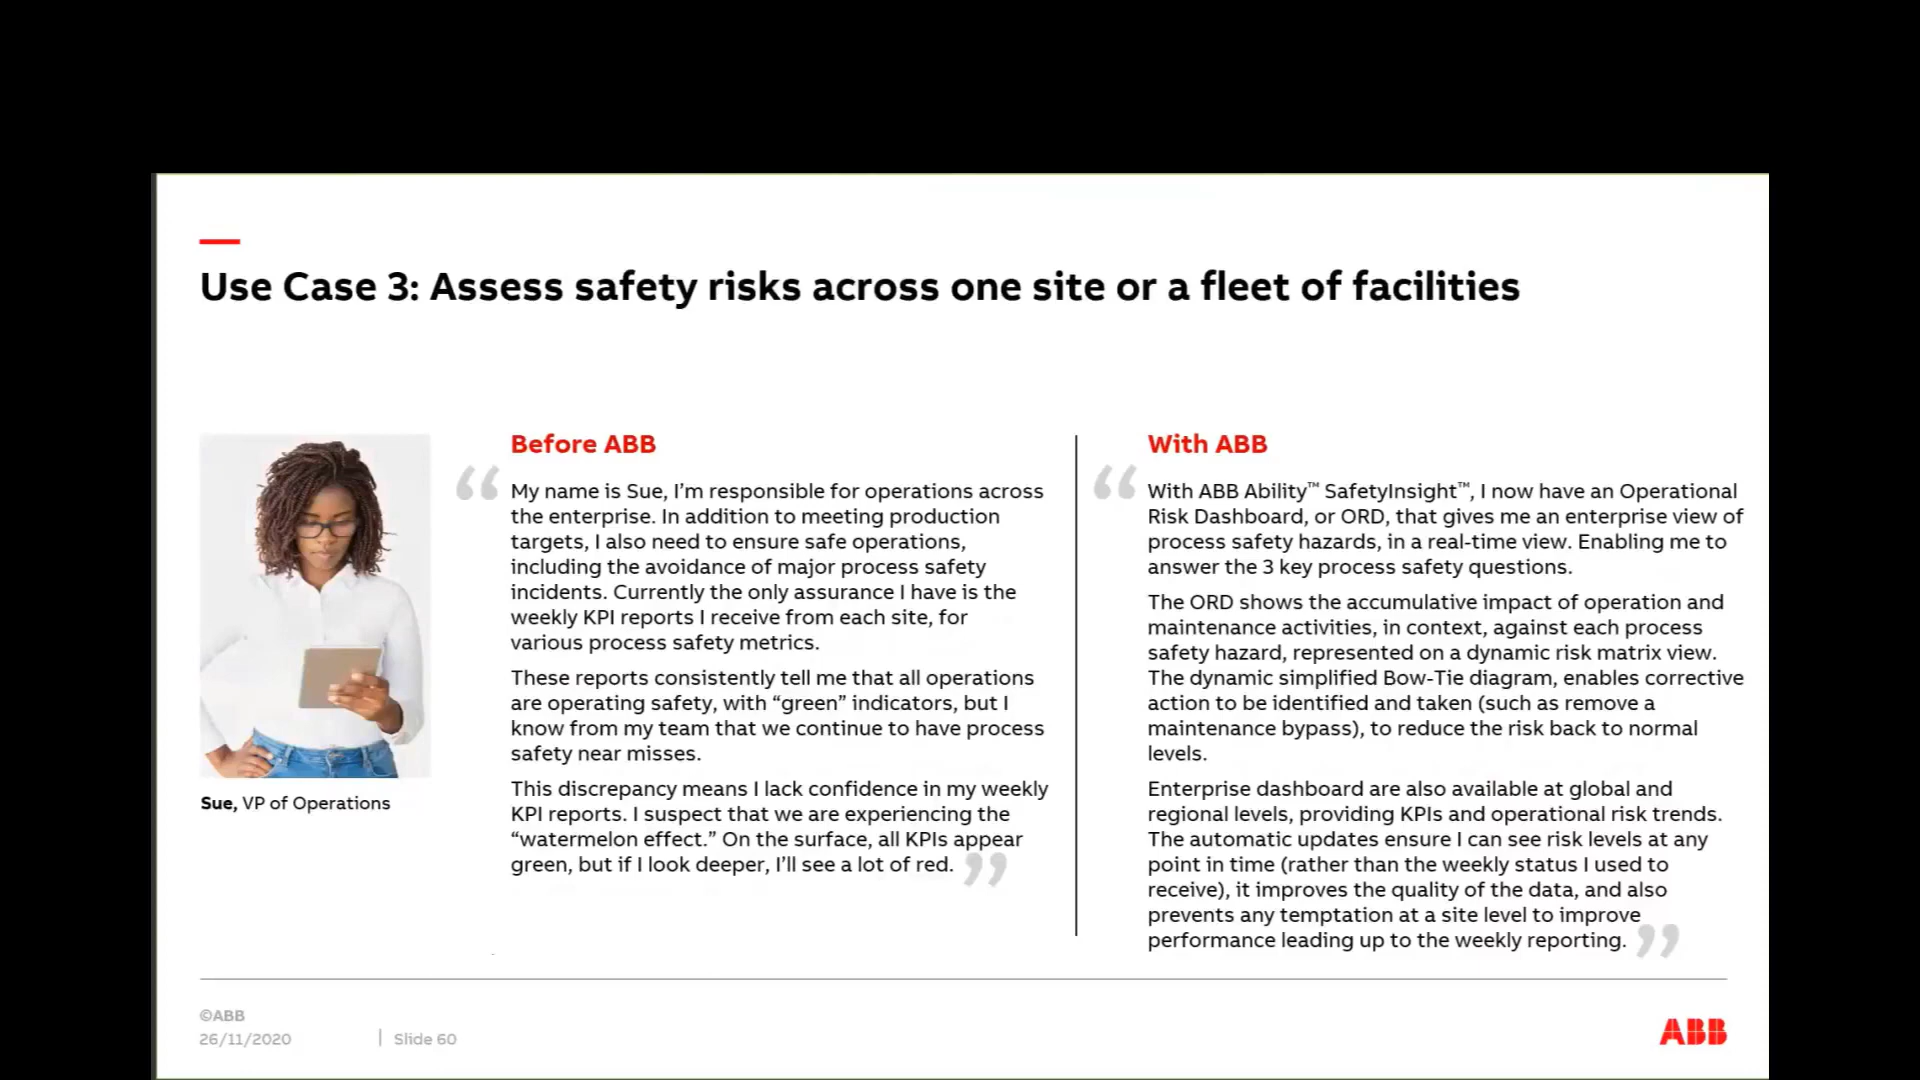 Use Case 3: Assess safety risks across one site or a fleet of facilities
Sue, VP of Operations
Before ABB
“
My name is Sue, I’m responsible for operations across
the enterprise. In addition to meeting production
targets, I also need to ensure safe operations,
including the avoidance of major process safety
incidents. Currently the only assurance I have is the
weekly KPI reports I receive from each site, for
various process safety metrics.
These reports consistently tell me that all operations
are operating safety, with “green” indicators, but I
know from my team that we continue to have process
safety near misses.
This discrepancy means I lack confidence in my weekly
KPI reports. I suspect that we are experiencing the
“watermelon effect.” On the surface, all KPIs appear
green, but if I look deeper, I’ll see a lot of red. ”
With ABB
“
With ABB Ability™ SafetyInsight™, I now have an Operational
Risk Dashboard, or ORD, that gives me an enterprise view of
process safety hazards, in a real-time view. Enabling me to
answer the 3 key process safety questions.
The ORD shows the accumulative impact of operation and
maintenance activities, in context, against each process
safety hazard, represented on a dynamic risk matrix view.
The dynamic simplified Bow-Tie diagram, enables corrective
action to be identified and taken (such as remove a
maintenance bypass), to reduce the risk back to normal
levels.
Enterprise dashboard are also available at global and
regional levels, providing KPIs and operational risk trends.
The automatic updates ensure I can see risk levels at any
point in time (rather than the weekly status I used to
receive), it improves the quality of the data, and also
prevents any temptation at a site level to improve
performance leading up to the weekly reporting. ”
©ABB
26/11/2020 | Slide 60
ABB